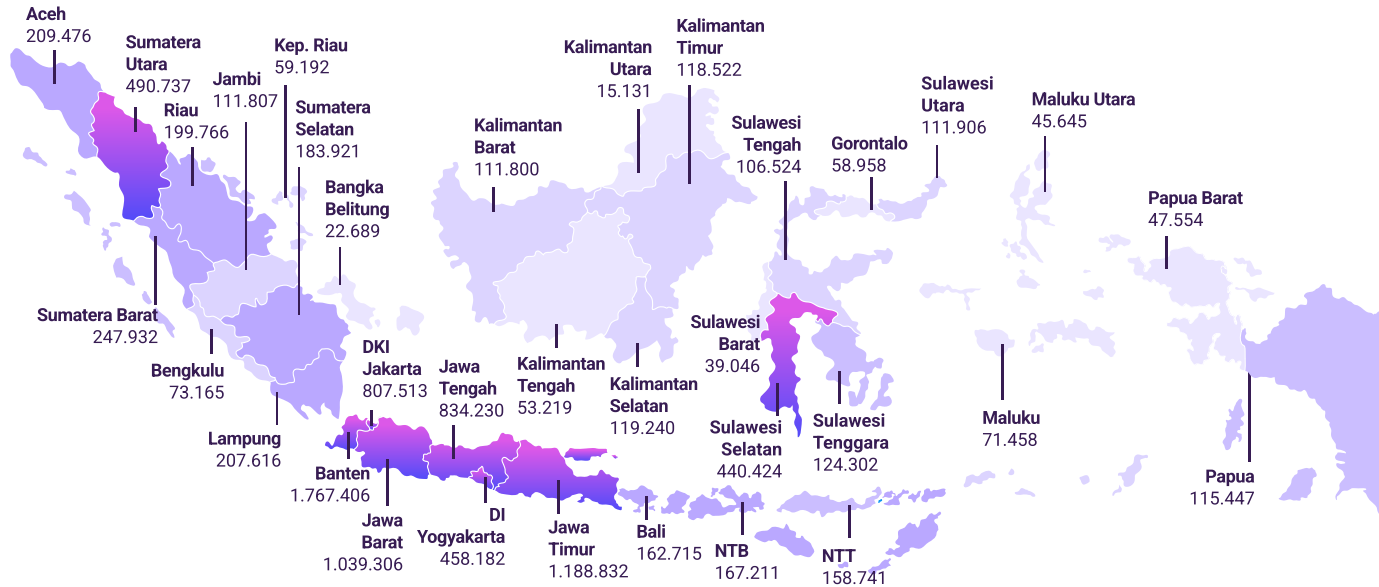 Aceh
209.476
Sumatera
Utara
490.737
Riau
199.766
Jambi
111.807
Kep. Riau
59.192
Sumatera
Selatan
183.921
Bangka
Belitung
22.689
Sumatera Barat
247.932
Bengkulu
73.165
Lampung
207.616
Kalimantan
Barat
111.800
Kalimantan
Utara
15.131
Kalimantan
Timur
118.522
Kalimantan
Tengah
53.219
Kalimantan
Selatan
119.240
Sulawesi
Tengah
106.524
Gorontalo
58.958
Sulawesi
Utara
111.906
Sulawesi
Barat
39.046
Sulawesi
Selatan
440.424
Sulawesi
Tenggara
124.302
Maluku Utara
45.645
Maluku
71.458
Papua Barat
47.554
Papua
115.447
DKI
Jakarta
807.513
Jawa
Tengah
834.230
Banten
1.767.406
Jawa
Barat
1.039.306
DI
Yogyakarta
458.182
Jawa
Timur
1.188.832
Bali
162.715
NTB
167.211
NTT
158.741